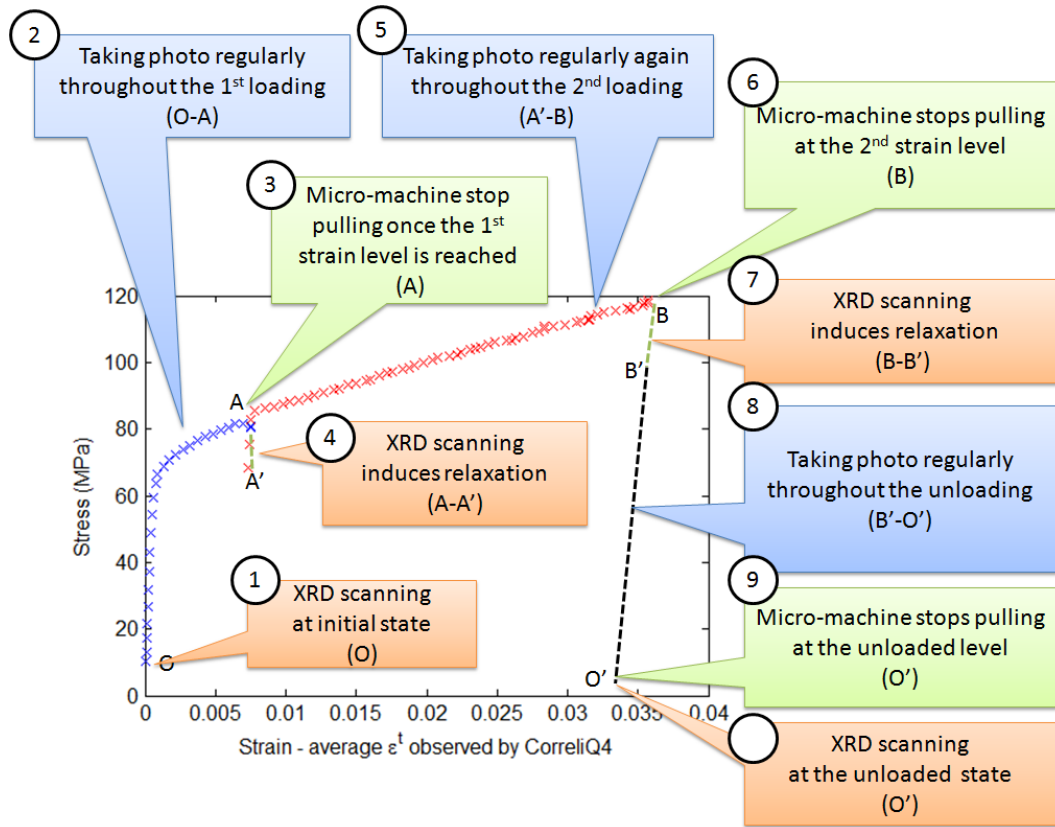 2
Taking photo regularly
throughout the 1st loading
(O-A)
5
Taking photo regularly again
throughout the 2nd loading
(A’-B)
6
Micro-machine stops pulling
at the 2nd strain level
(B)
3
Micro-machine stop
pulling once the 1st
strain level is reached
(A)
7
XRD scanning
induces relaxation
(B-B’)
4
XRD scanning
induces relaxation
(A-A’)
8
Taking photo regularly
throughout the unloading
(B’-O’)
1
XRD scanning
at initial state
(O)
9
Micro-machine stops pulling
at the unloaded level
(O’)
XRD scanning
at the unloaded state
(O’)
120
100
80
60
40
20
0
Stress (MPa)
A
A’
B
B’
O
O’
0 0.005 0.01 0.015 0.02 0.025 0.03 0.035 0.04
Strain - average εt observed by CorreliQ4